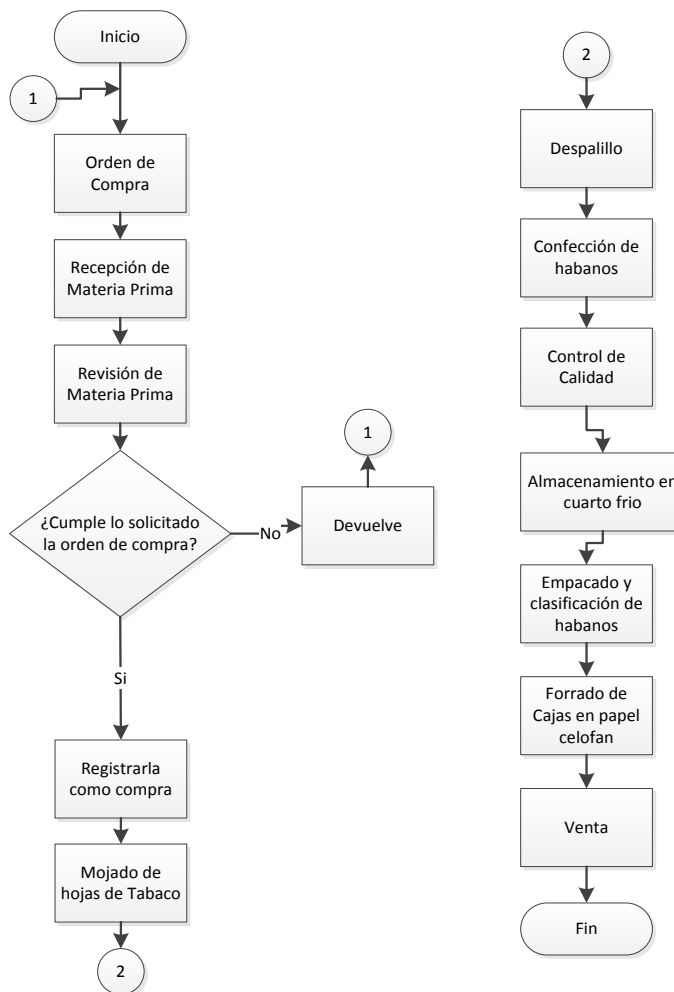 Inicio
1
Orden de
Compra
Recepción de
Materia Prima
Revisión de
Materia Prima
¿Cumple lo solicitado
la orden de compra?
No
Devuelve
1
Si
Registrarla
como compra
Mojado de
hojas de Tabaco
2
2
Despalillo
Confección de
habanos
Control de
Calidad
Almacenamiento en
cuarto frio
Empacado y
clasificación de
habanos
Forrado de
Cajas en papel
celofan
Venta
Fin